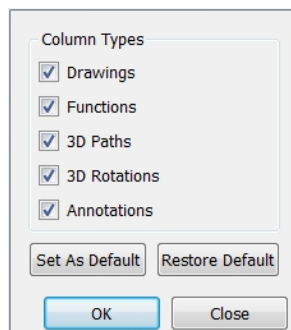 Column Types
Drawings
Functions
3D Paths
3D Rotations
Annotations
Set As Default Restore Default
OK Close